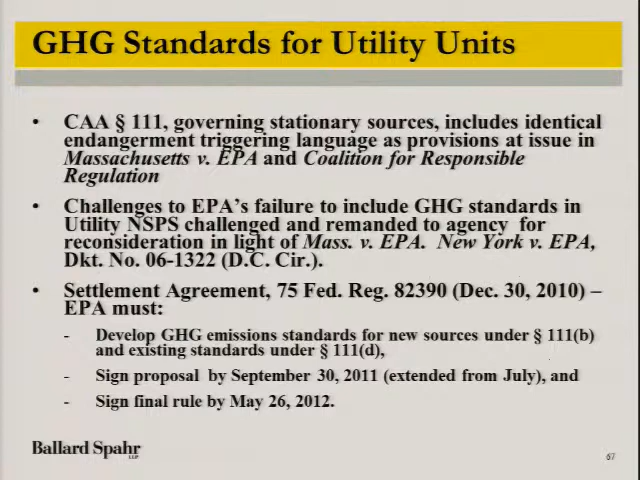 GHG Standards for Utility Units
• CAA § 111, governing stationary sources, includes identical
endangerment triggering language as provisions at issue in
Massachusetts v. EPA and Coalition for Responsible
Regulation
• Challenges to EPA's failure to include GHG standards in
Utility NSPS challenged and remanded to agency for
reconsideration in light of Mass. v. EPA. New York v. EPA,
Dkt. No. 06-1322 (D.C. Cir.).
• Settlement Agreement, 75 Fed. Reg. 82390 (Dec. 30, 2010) –
EPA must:
- Develop GHG emissions standards for new sources under § 111(b)
and existing standards under § 111(d),
- Sign proposal by September 30, 2011 (extended from July), and
- Sign final rule by May 26, 2012.
Ballard Spahr
LLP
67